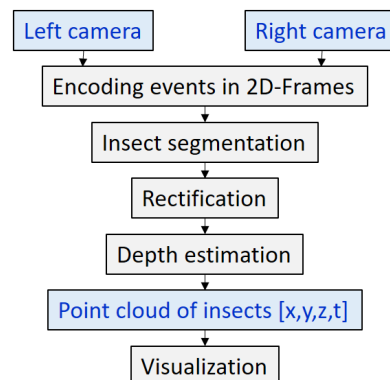 Left camera
Right camera
Encoding events in 2D-Frames
Insect segmentation
Rectification
Depth estimation
Point cloud of insects [x,y,z,t]
Visualization